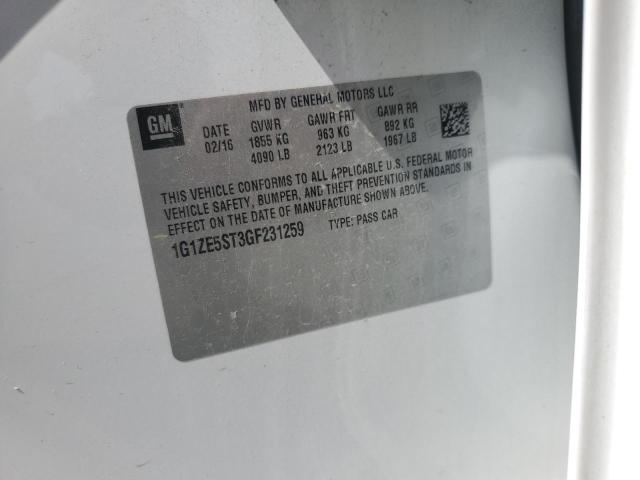 MFD BY GENERAL MOTORS LLC
GM
DATE GVWR GAWR FRT GAWR RR
02/16 1855 KG 963 KG 892 KG
4090 LB 2123 LB 1967 LB
THIS VEHICLE CONFORMS TO ALL APPLICABLE U.S. FEDERAL MOTOR
VEHICLE SAFETY, BUMPER, AND THEFT PREVENTION STANDARDS IN
EFFECT ON THE DATE OF MANUFACTURE SHOWN ABOVE.
1G1ZE5ST3GF231259 TYPE: PASS CAR